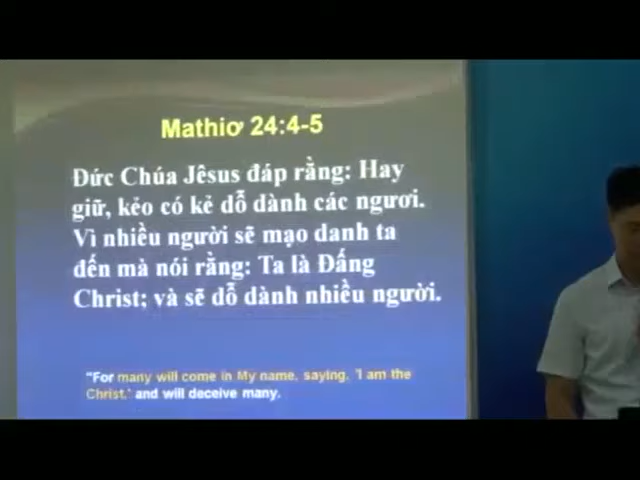 Mathiơ 24:4-5
Đức Chúa Jêsus đáp rằng: Hay
giữ, kẻo có kẻ dỗ dành các ngươi.
Vì nhiều người sẽ mạo danh ta
đến mà nói rằng: Ta là Đấng
Christ; và sẽ dỗ dành nhiều người.
"For many will come in My name, saying, 'I am the
Christ,' and will deceive many.